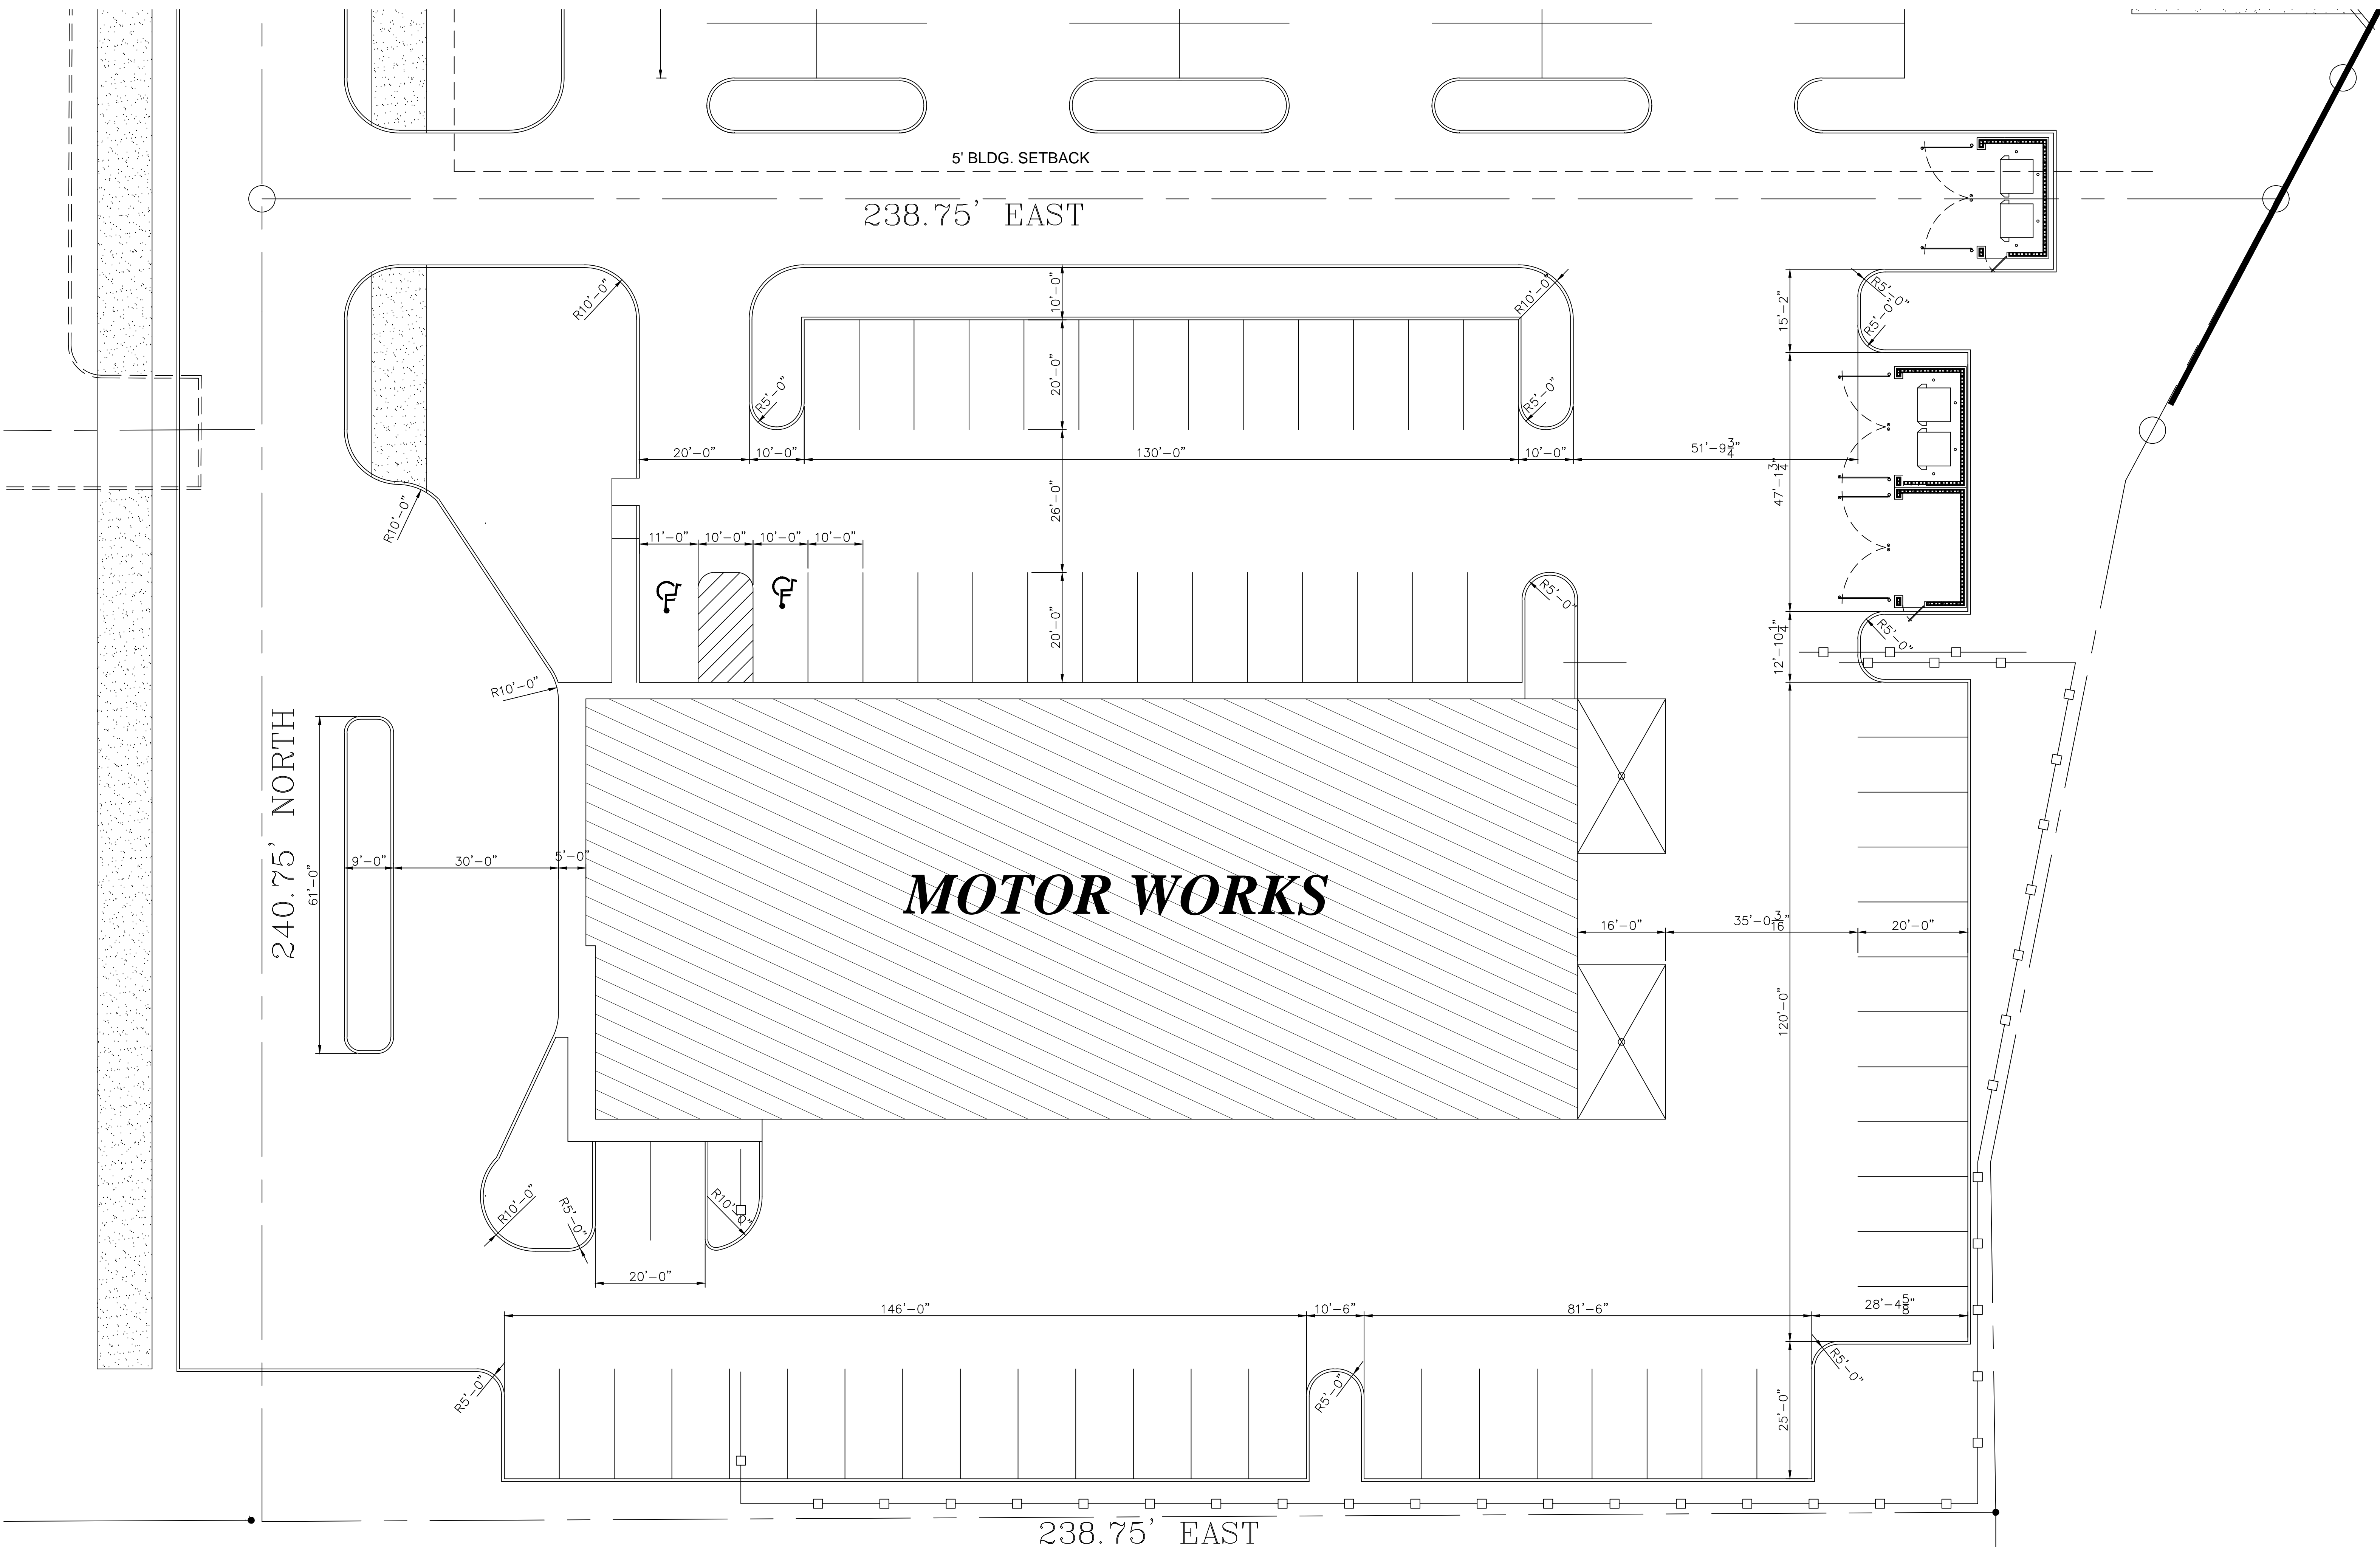 5' BLDG. SETBACK
238.75' EAST
R10'-0"
10'-0"
R10'-0"
R5'-0"
R5'-0"
15'-2"
20'-0"
R5'-0"
R5'-0"
20'-0"
10'-0"
130'-0"
10'-0"
51'-9 3/4"
47'-1 3/4"
R10'-0"
26'-0"
11'-0"
10'-0"
10'-0"
10'-0"
20'-0"
R5'-0"
R5'-0"
12'-10 1/4"
R10'-0"
240.75' NORTH
61'-0"
9'-0"
30'-0"
5'-0"
MOTOR WORKS
16'-0"
35'-0 3/16"
20'-0"
120'-0"
R10'-0"
R5'-0"
R10'-0"
20'-0"
146'-0"
10'-6"
81'-6"
28'-4 5/8"
R5'-0"
R5'-0"
R5'-0"
25'-0"
238.75' EAST